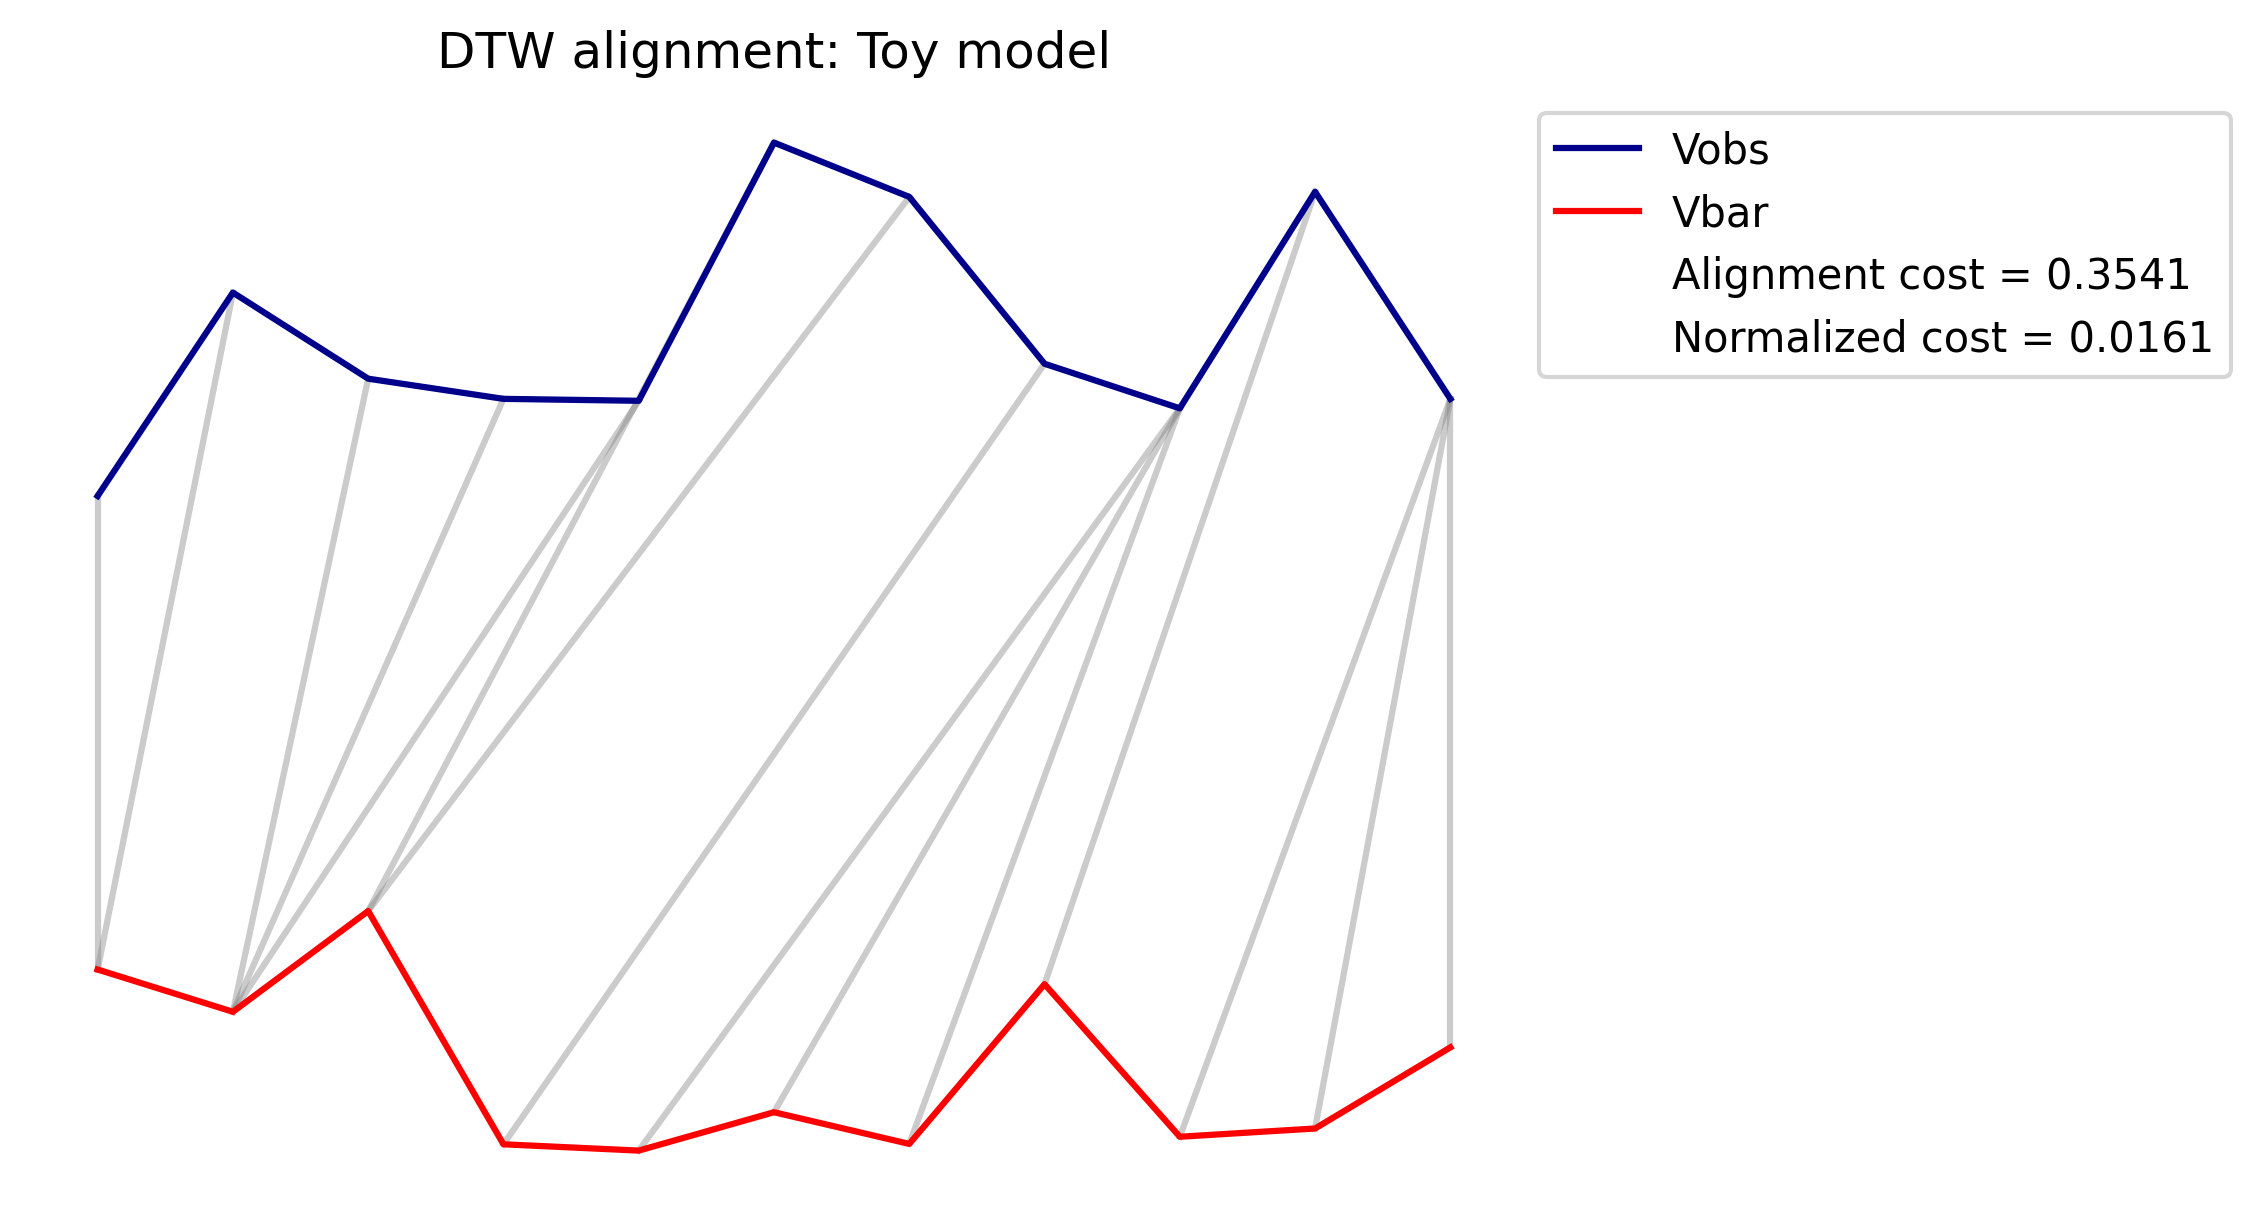 DTW alignment: Toy model
Vobs
Vbar
Alignment cost = 0.3541
Normalized cost = 0.0161